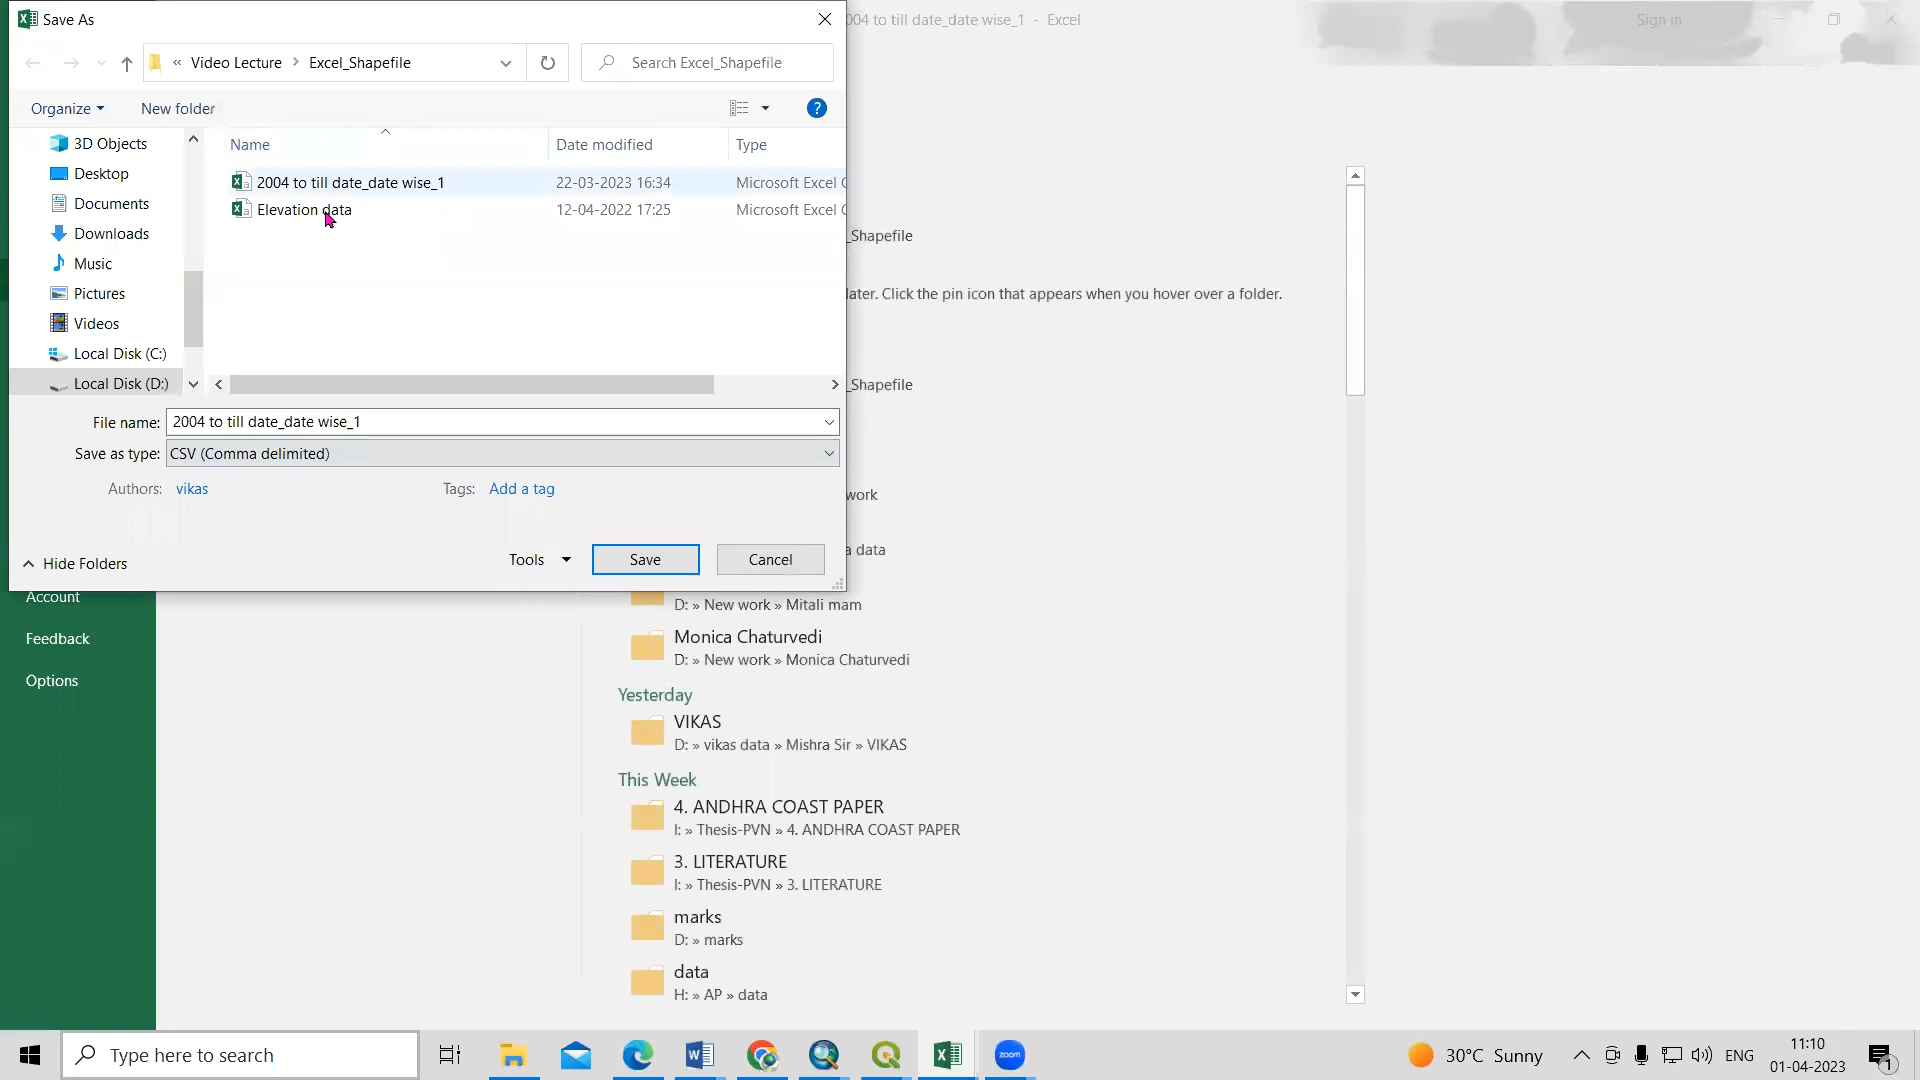 Save As
004 to till date_date wise_1 - Excel
Sign in
« Video Lecture > Excel_Shapefile
Search Excel_Shapefile
Organize
New folder
?
3D Objects
Desktop
Documents
Downloads
Music
Pictures
Videos
Local Disk (C:)
Local Disk (D:)
Name Date modified Type
2004 to till date_date wise_1 22-03-2023 16:34 Microsoft Excel C
Elevation data 12-04-2022 17:25 Microsoft Excel C
File name: 2004 to till date_date wise_1
Save as type: CSV (Comma delimited)
Authors: vikas
Tags: Add a tag
Hide Folders
Tools
Save
Cancel
_Shapefile
later. Click the pin icon that appears when you hover over a folder.
_Shapefile
work
a data
D: » New work » Mitali mam
Monica Chaturvedi
D: » New work » Monica Chaturvedi
Yesterday
VIKAS
D: » vikas data » Mishra Sir » VIKAS
This Week
4. ANDHRA COAST PAPER
I: » Thesis-PVN » 4. ANDHRA COAST PAPER
3. LITERATURE
I: » Thesis-PVN » 3. LITERATURE
marks
D: » marks
data
H: » AP » data
Account
Feedback
Options
Type here to search
zoom
30°C Sunny
ENG
11:10
01-04-2023
1